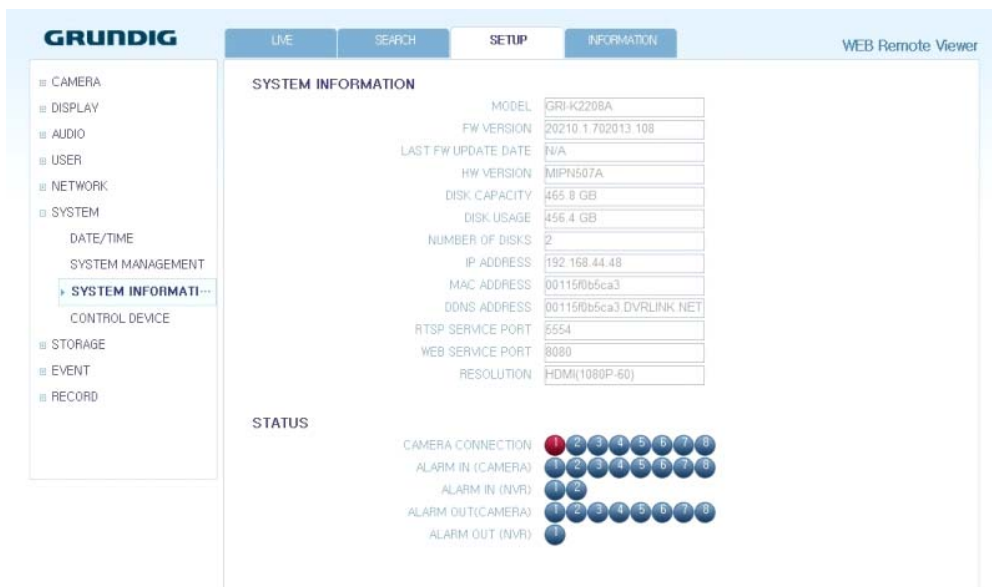 GRUNDIG
LIVE
SEARCH
SETUP
INFORMATION
WEB Remote Viewer
CAMERA
DISPLAY
AUDIO
USER
NETWORK
SYSTEM
DATE/TIME
SYSTEM MANAGEMENT
SYSTEM INFORMATI...
CONTROL DEVICE
STORAGE
EVENT
RECORD
SYSTEM INFORMATION
MODEL GRI-K2208A
FW VERSION 20210.1.702013.108
LAST FW UPDATE DATE N/A
HW VERSION MIPN507A
DISK CAPACITY 465.8 GB
DISK USAGE 456.4 GB
NUMBER OF DISKS 2
IP ADDRESS 192.168.44.48
MAC ADDRESS 00115f0b5ca3
DDNS ADDRESS 00115f0b5ca3.DVRLINK.NET
RTSP SERVICE PORT 5554
WEB SERVICE PORT 8080
RESOLUTION HDMI(1080P-60)
STATUS
CAMERA CONNECTION 1 2 3 4 5 6 7 8
ALARM IN (CAMERA) 1 2 3 4 5 6 7 8
ALARM IN (NVR) 1 2
ALARM OUT(CAMERA) 1 2 3 4 5 6 7 8
ALARM OUT (NVR) 1